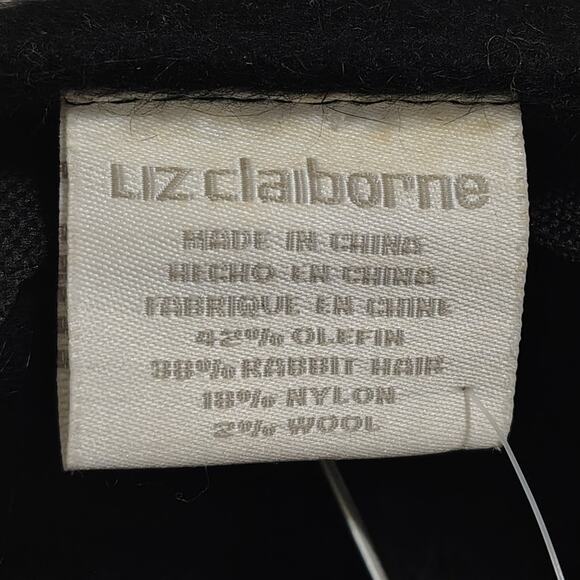 Liz claiborne
MADE IN CHINA
HECHO EN CHINA
FABRIQUE EN CHINE
42% OLEFIN
38% RABBIT HAIR
18% NYLON
2% WOOL